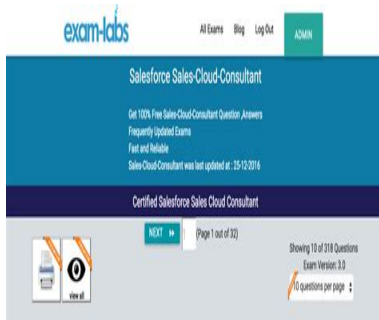 exam-labs
All Exams Blog Log Out ADMIN
Salesforce Sales-Cloud-Consultant
Get 100% Free Sales-Cloud-Consultant Question ,Answers
Frequently Updated Exams
Fast and Reliable
Sales-Cloud-Consultant was last updated at : 25-12-2016
Certified Salesforce Sales Cloud Consultant
NEXT 1 (Page 1 out of 32)
Showing 10 of 318 Questions
Exam Version: 3.0
10 questions per page
view all